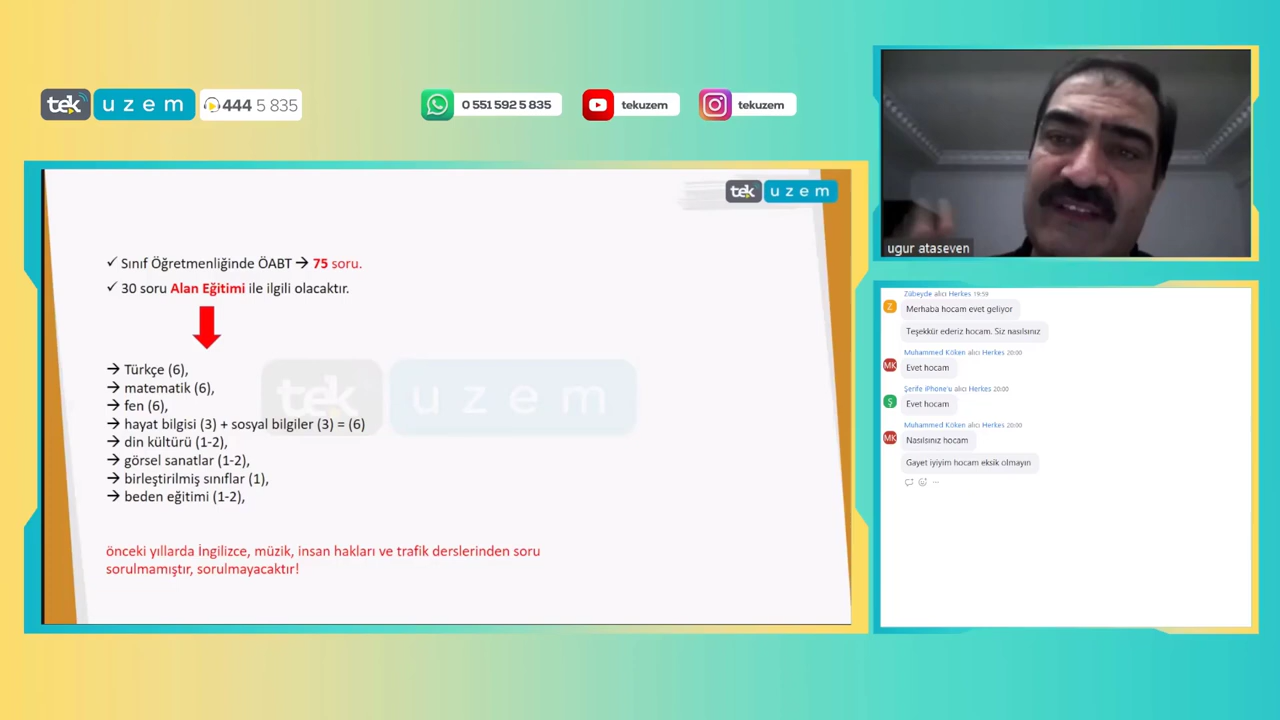 tek uzem 444 5 835
0 551 592 5 835
tekuzem
tekuzem
tek uzem
✓ Sınıf Öğretmenliğinde ÖABT → 75 soru.
✓ 30 soru Alan Eğitimi ile ilgili olacaktır.
→ Türkçe (6),
→ matematik (6),
→ fen (6),
→ hayat bilgisi (3) + sosyal bilgiler (3) = (6)
→ din kültürü (1-2),
→ görsel sanatlar (1-2),
→ birleştirilmiş sınıflar (1),
→ beden eğitimi (1-2),
tek uzem
önceki yıllarda İngilizce, müzik, insan hakları ve trafik derslerinden soru
sorulmamıştır, sorulmayacaktır!
ugur ataseven
Zübeyde alıcı Herkes 19:59
Z
Merhaba hocam evet geliyor
Teşekkür ederiz hocam. Siz nasılsınız
Muhammed Köken alıcı Herkes 20:00
MK
Evet hocam
Şerife iPhone'u alıcı Herkes 20:00
Ş
Evet hocam
Muhammed Köken alıcı Herkes 20:00
MK
Nasılsınız hocam
Gayet iyiyim hocam eksik olmayın